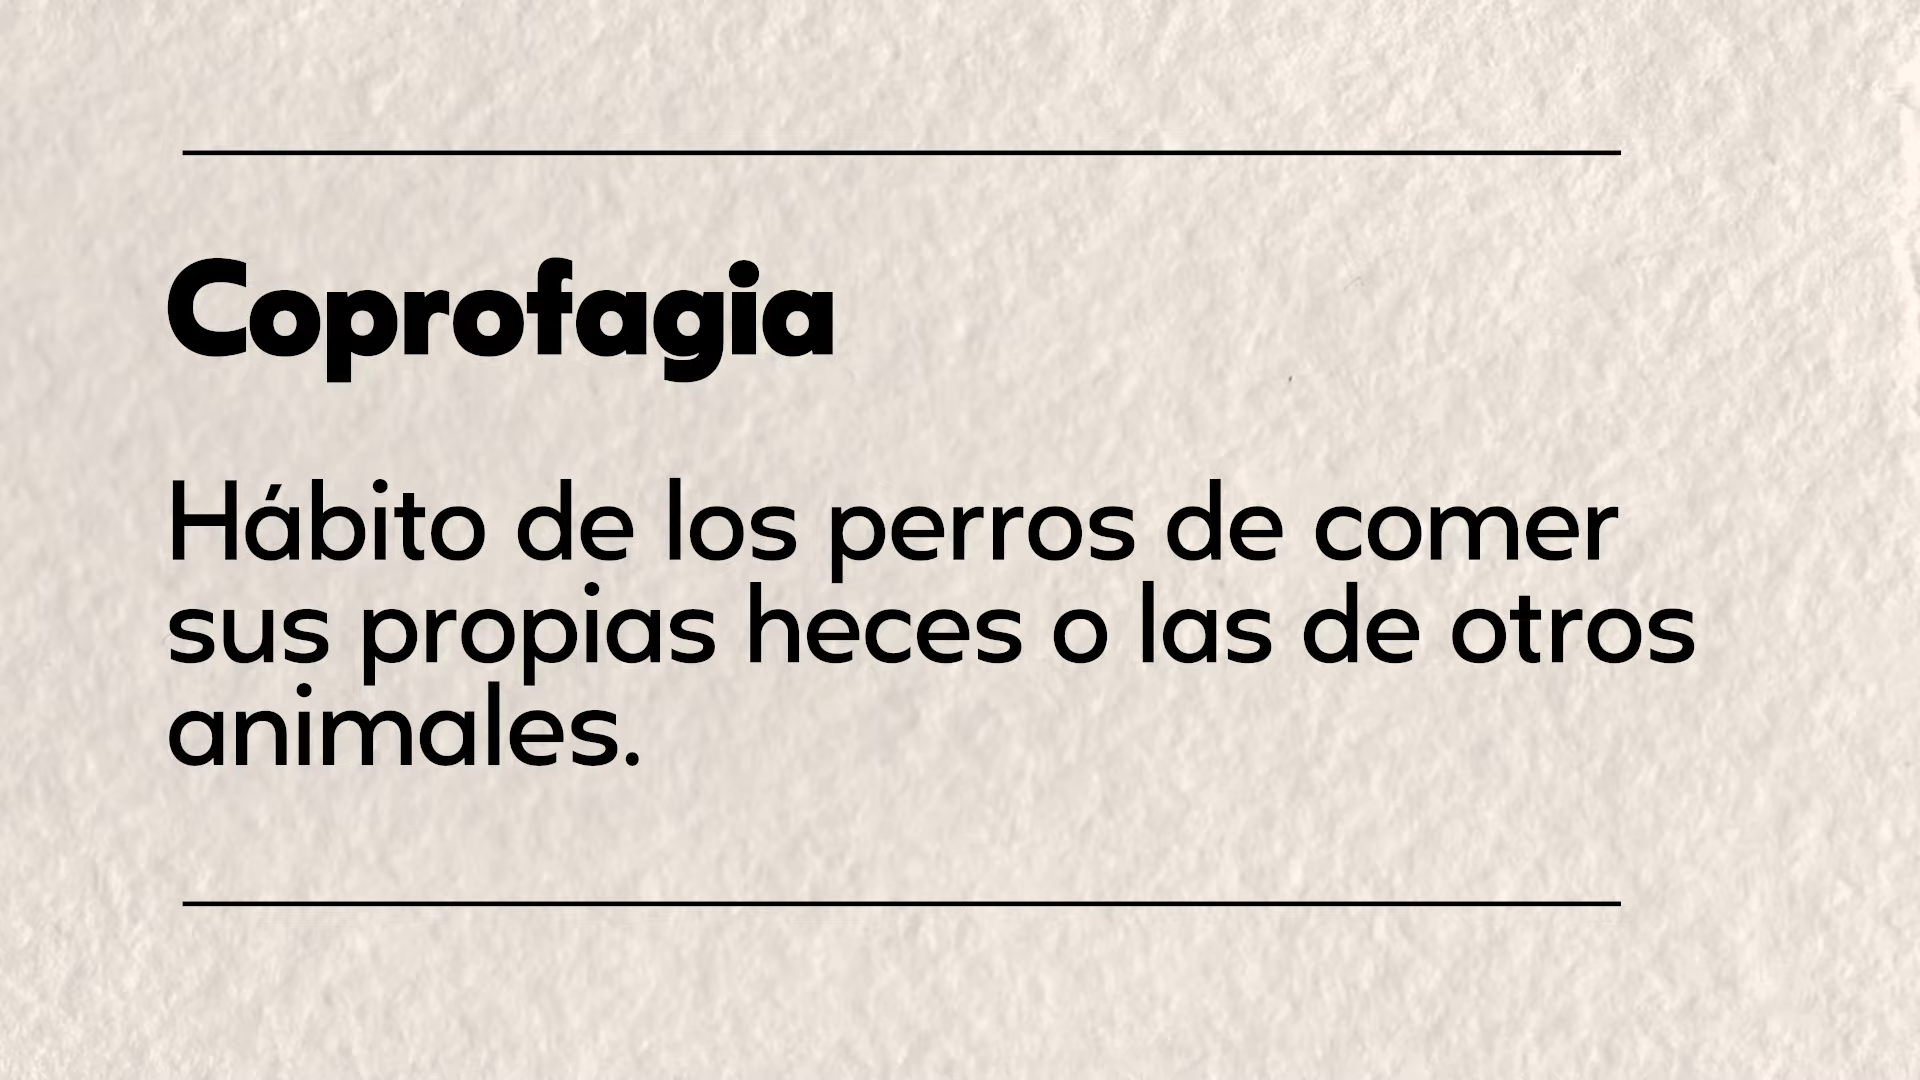 Coprofagia
Hábito de los perros de comer
sus propias heces o las de otros
animales.